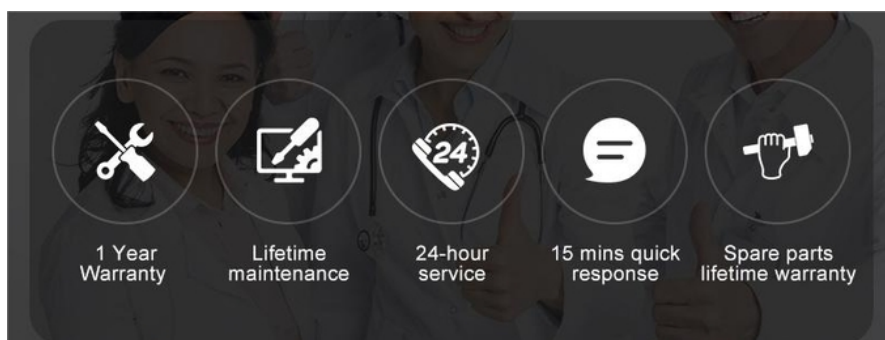 24
1 Year
Warranty
Lifetime
maintenance
24-hour
service
15 mins quick
response
Spare parts
lifetime warranty